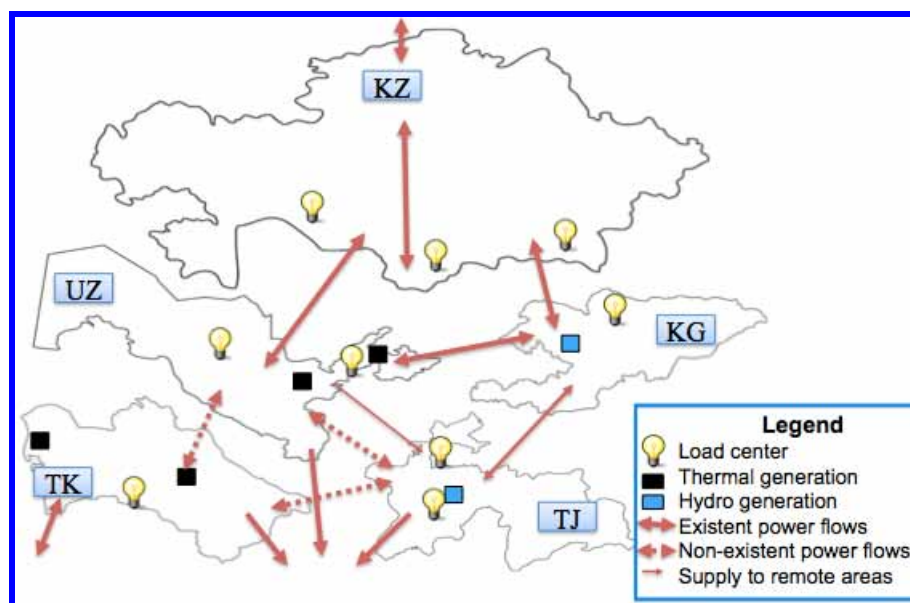 KZ
UZ
KG
TK
TJ
Legend
Load center
Thermal generation
Hydro generation
Existent power flows
Non-existent power flows
Supply to remote areas